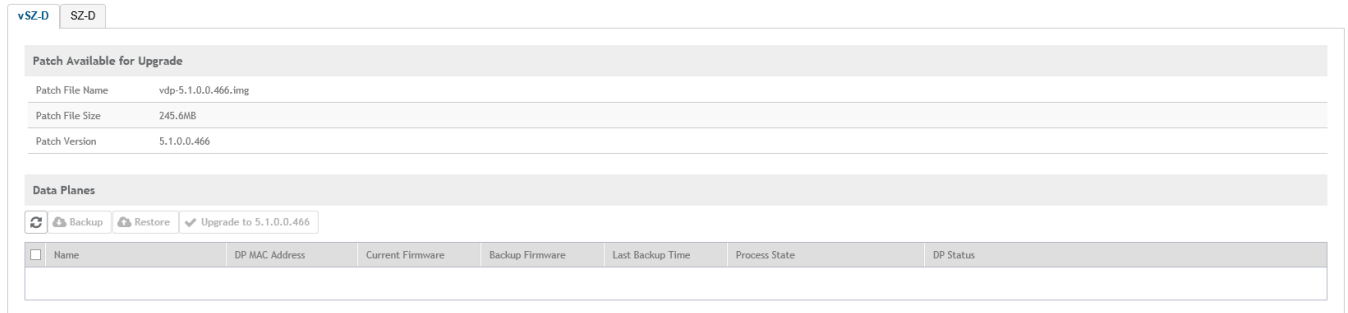 vSZ-D SZ-D
Patch Available for Upgrade
Patch File Name vdp-5.1.0.0.466.img
Patch File Size 245.6MB
Patch Version 5.1.0.0.466
Data Planes
Backup Restore Upgrade to 5.1.0.0.466
Name DP MAC Address Current Firmware Backup Firmware Last Backup Time Process State DP Status